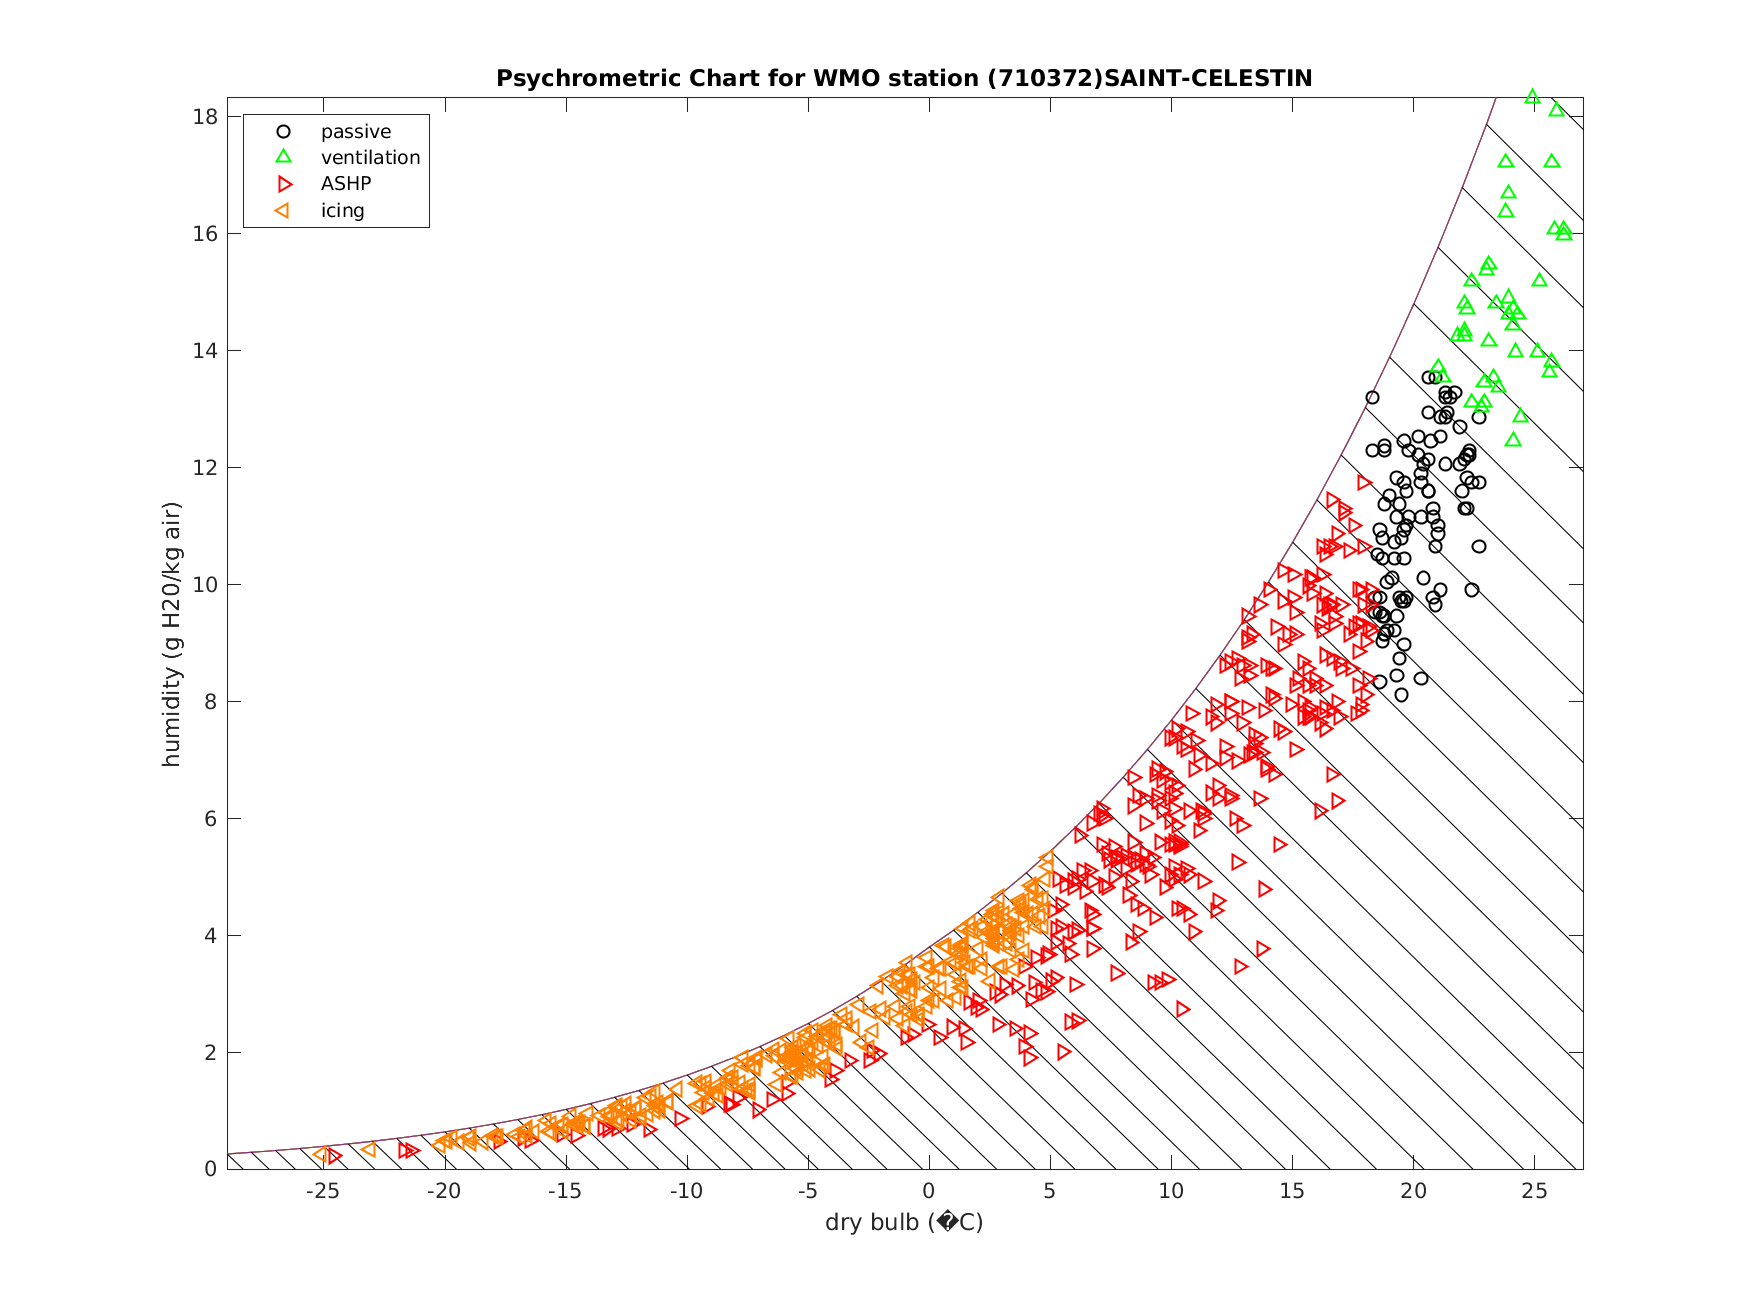 Psychrometric Chart for WMO station (710372)SAINT-CELESTIN
passive
ventilation
ASHP
icing
18
16
14
12
10
8
6
4
2
0
humidity (g H20/kg air)
-25 -20 -15 -10 -5 0 5 10 15 20 25
dry bulb (�C)